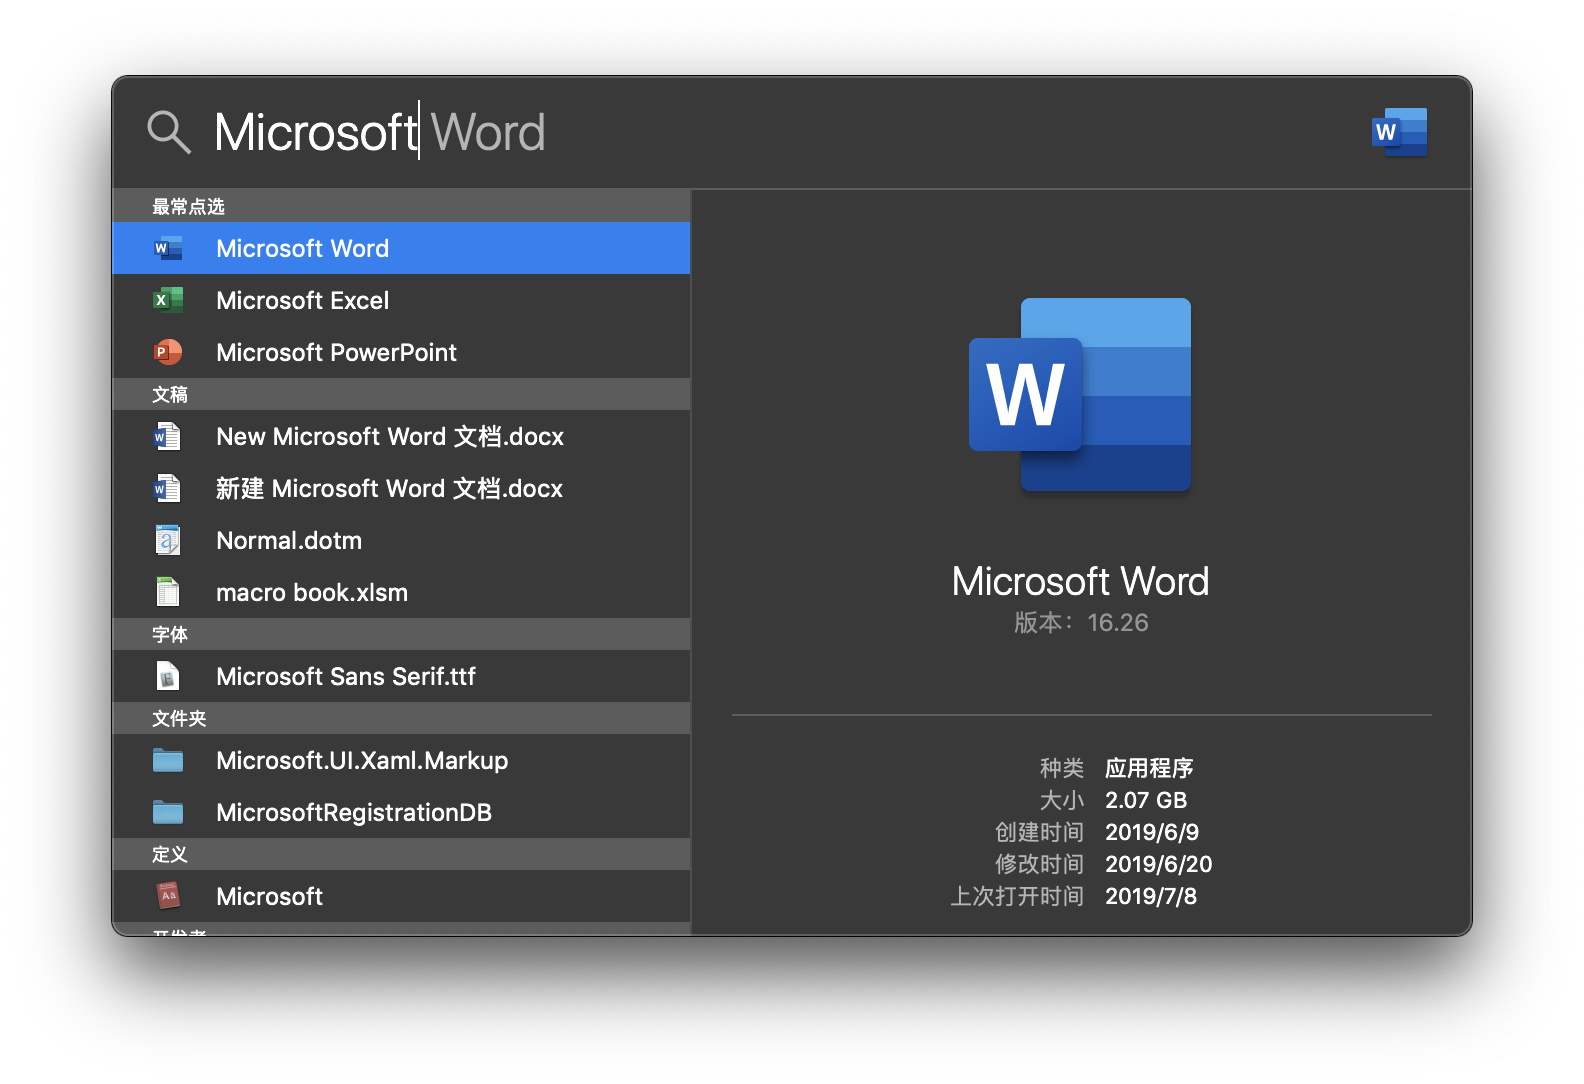 Microsoft Word
最常点选
Microsoft Word
Microsoft Excel
Microsoft PowerPoint
文稿
New Microsoft Word 文档.docx
新建 Microsoft Word 文档.docx
Normal.dotm
macro book.xlsm
字体
Microsoft Sans Serif.ttf
文件夹
Microsoft.UI.Xaml.Markup
MicrosoftRegistrationDB
定义
Microsoft
开发者
W
Microsoft Word
版本：16.26
种类 应用程序
大小 2.07 GB
创建时间 2019/6/9
修改时间 2019/6/20
上次打开时间 2019/7/8